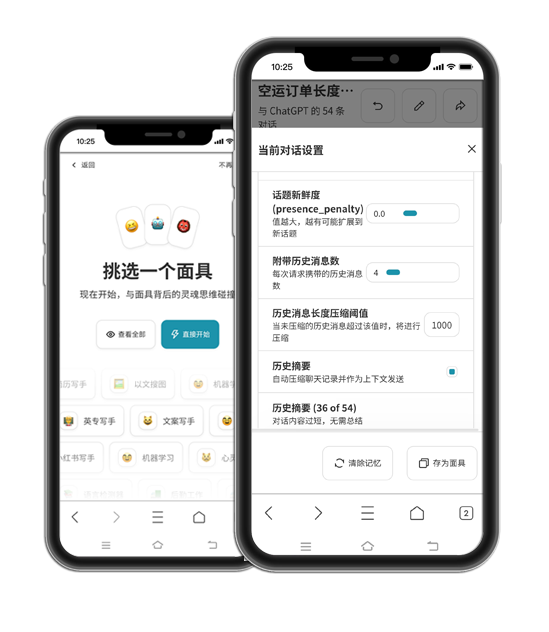 10:25
返回
不再
挑选一个面具
现在开始，与面具背后的灵魂思维碰撞
查看全部
直接开始
历写手
以文搜图
机器学
英专写手
文案写手
小红书写手
机器学习
心灵
10:25
空运订单长度…
与 ChatGPT 的 54 条
对话
当前对话设置
话题新鲜度
(presence_penalty)
值越大，越有可能扩展到
新话题
0.0
附带历史消息数
每次请求携带的历史消息
数
4
历史消息长度压缩阈值
当未压缩的历史消息超过该值时，将进行
压缩
1000
历史摘要
自动压缩聊天记录并作为上下文发送
历史摘要 (36 of 54)
对话内容过短，无需总结
清除记忆
存为面具
2